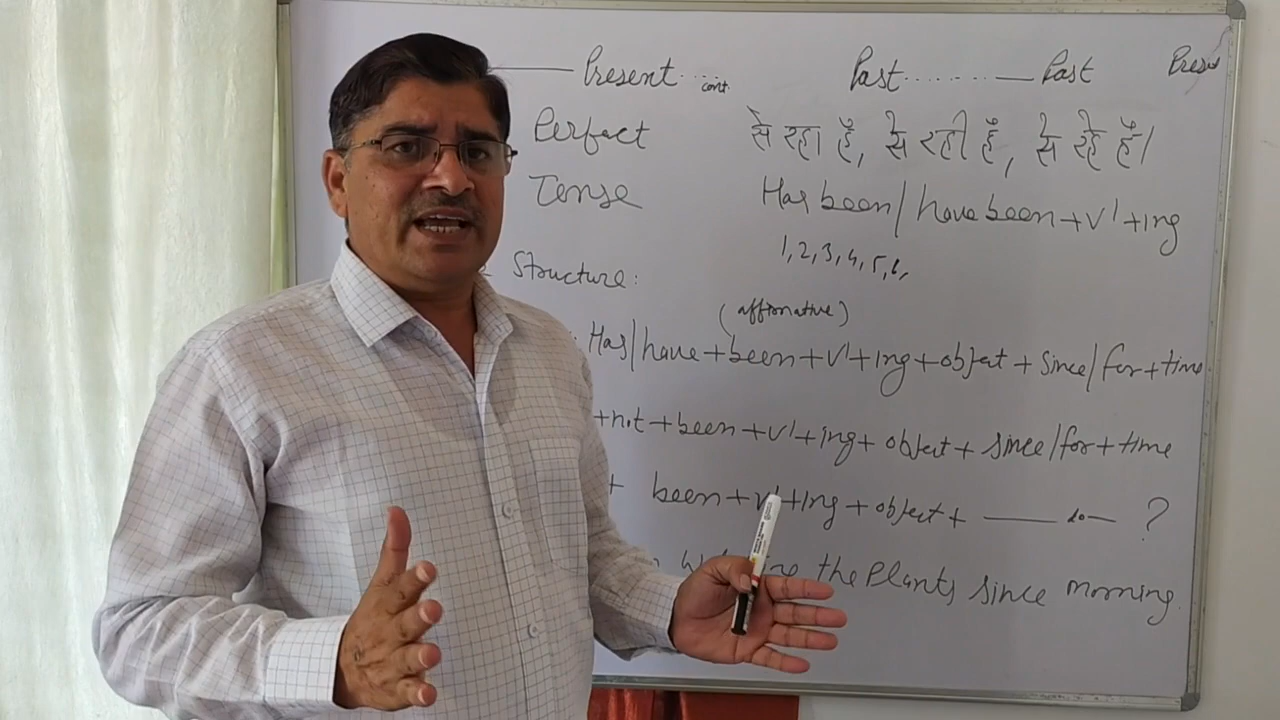 Present ..... cont. Past .......... Past
Perfect से रहा है, से रही है, से रहे हैं।
Tense Has been / have been + V¹ + ing
1, 2, 3, 4, 5, 6,
Structure:
(affirmative)
Has / have + been + V¹ + ing + object + since / for + time
+ not + been + V¹ + ing + object + since / for + time
+ been + V¹ + ing + object + —— do — ?
the Plants since morning.